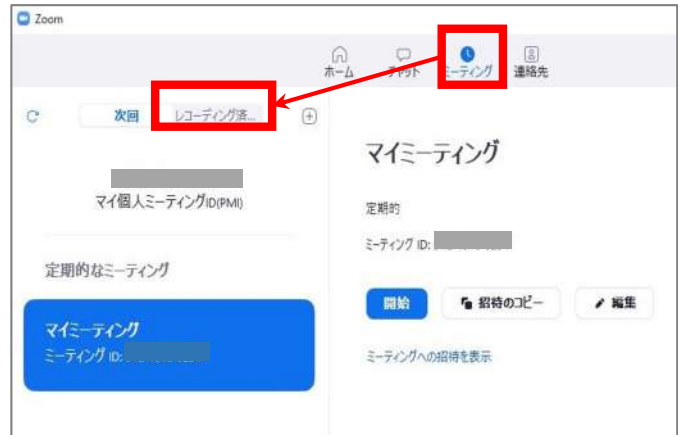 Zoom
ホーム
チャット
ミーティング
連絡先
次回
レコーディング済...
マイ個人ミーティングID(PMI)
定期的なミーティング
マイミーティング
ミーティング ID:
マイミーティング
定期的
ミーティング ID:
開始
招待のコピー
編集
ミーティングへの招待を表示